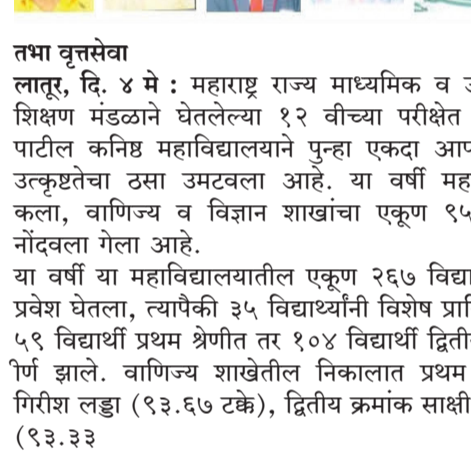 तभा वृत्तसेवा
लातूर, दि. ४ मे : महाराष्ट्र राज्य माध्यमिक व
शिक्षण मंडळाने घेतलेल्या १२ वीच्या परीक्षेत
पाटील कनिष्ठ महाविद्यालयाने पुन्हा एकदा
उत्कृष्टतेचा ठसा उमटवला आहे. या वर्षी
कला, वाणिज्य व विज्ञान शाखांचा एकूण ९५
नोंदवला गेला आहे.
या वर्षी या महाविद्यालयातील एकूण २६७
प्रवेश घेतला, त्यापैकी ३५ विद्यार्थ्यांनी विशेष
५९ विद्यार्थी प्रथम श्रेणीत तर १०४ विद्यार्थी
ीर्ण झाले. वाणिज्य शाखेतील निकालात प्रथम
गिरीश लड्डा (९३.६७ टक्के), द्वितीय क्रमांक साक्षी
(९३.३३